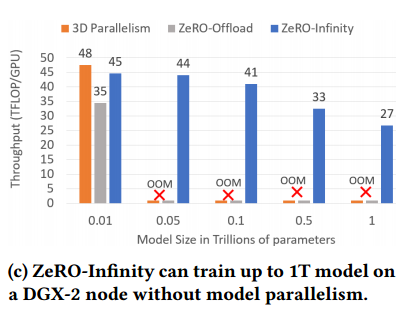 3D Parallelism ZeRO-Offload ZeRO-Infinity
Throughput (TFLOP/GPU)
50
45
40
35
30
25
20
15
10
5
0
48
35
45
44
41
33
27
OOM
OOM
OOM
OOM
0.01 0.05 0.1 0.5 1
Model Size in Trillions of parameters
(c) ZeRO-Infinity can train up to 1T model on
a DGX-2 node without model parallelism.